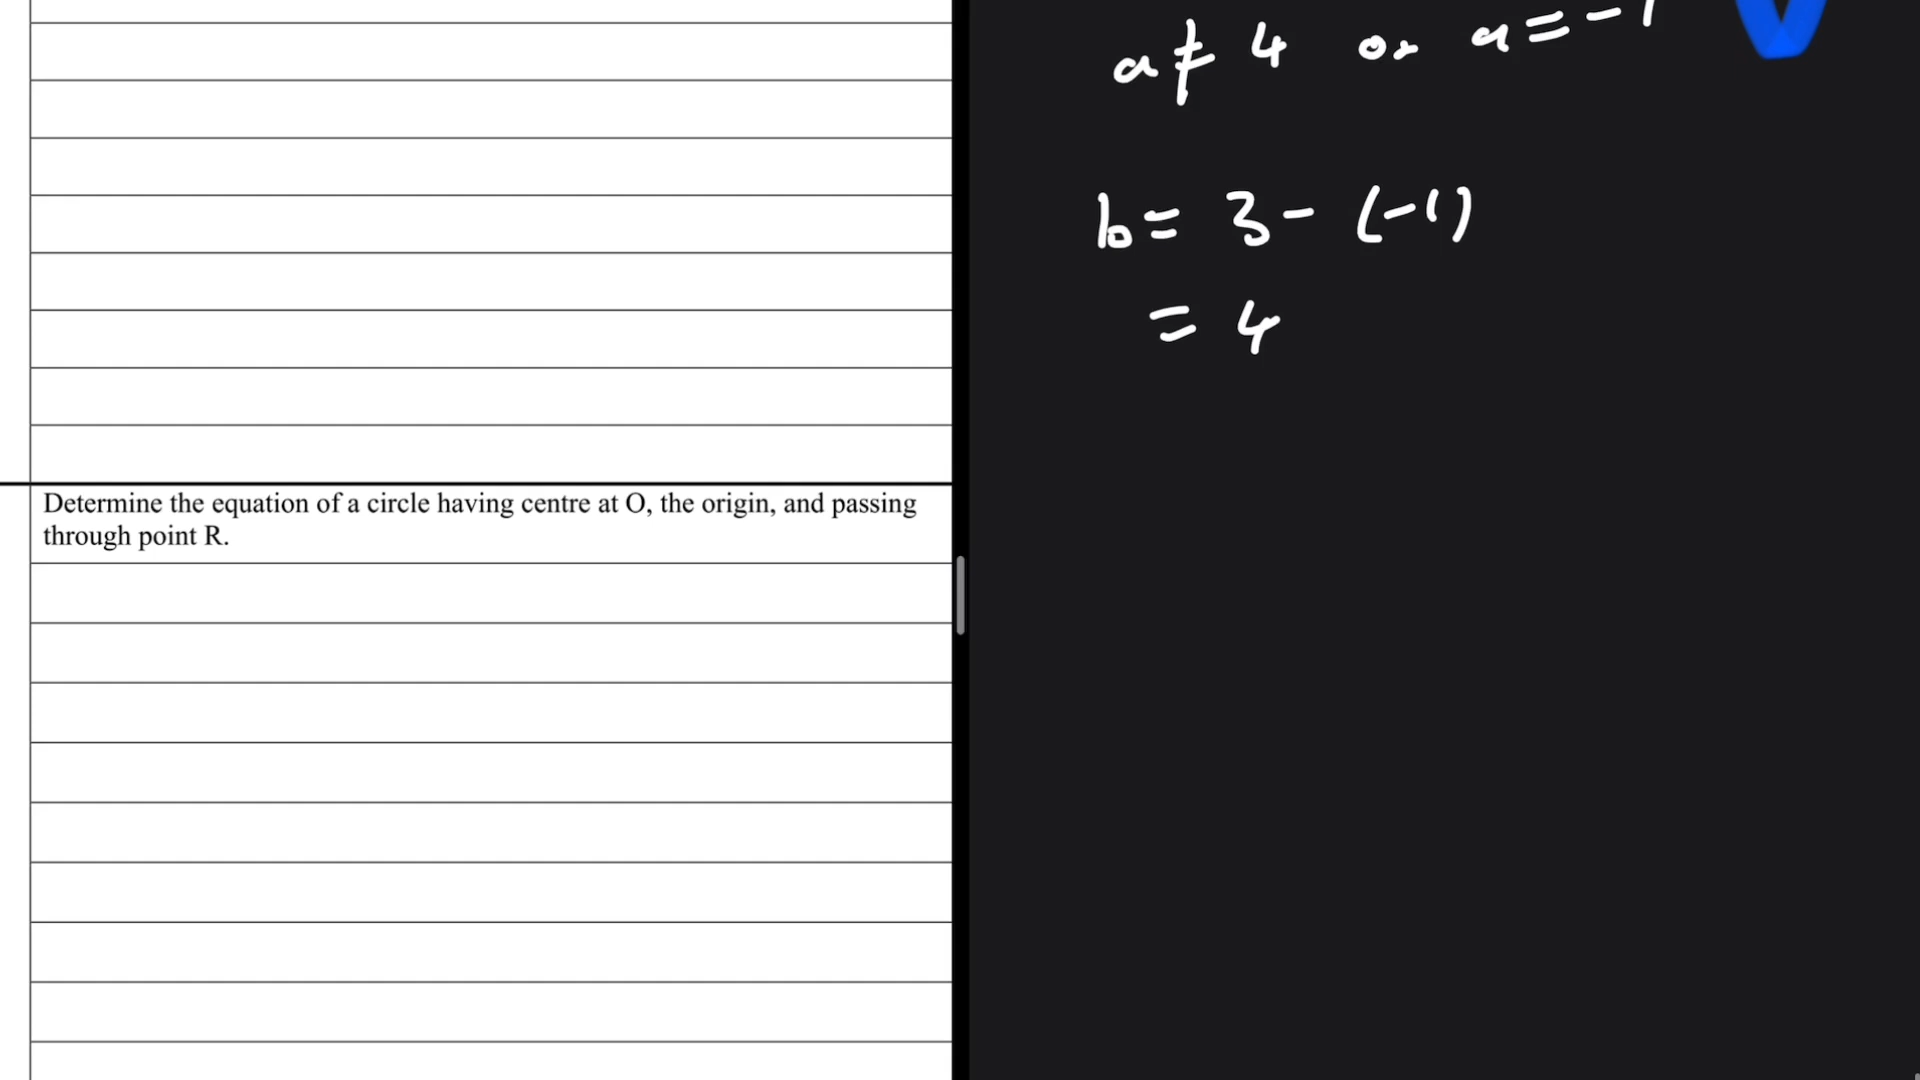 a ≠ 4 or a = -1
b = 3 - (-1)
= 4
Determine the equation of a circle having centre at O, the origin, and passing
through point R.